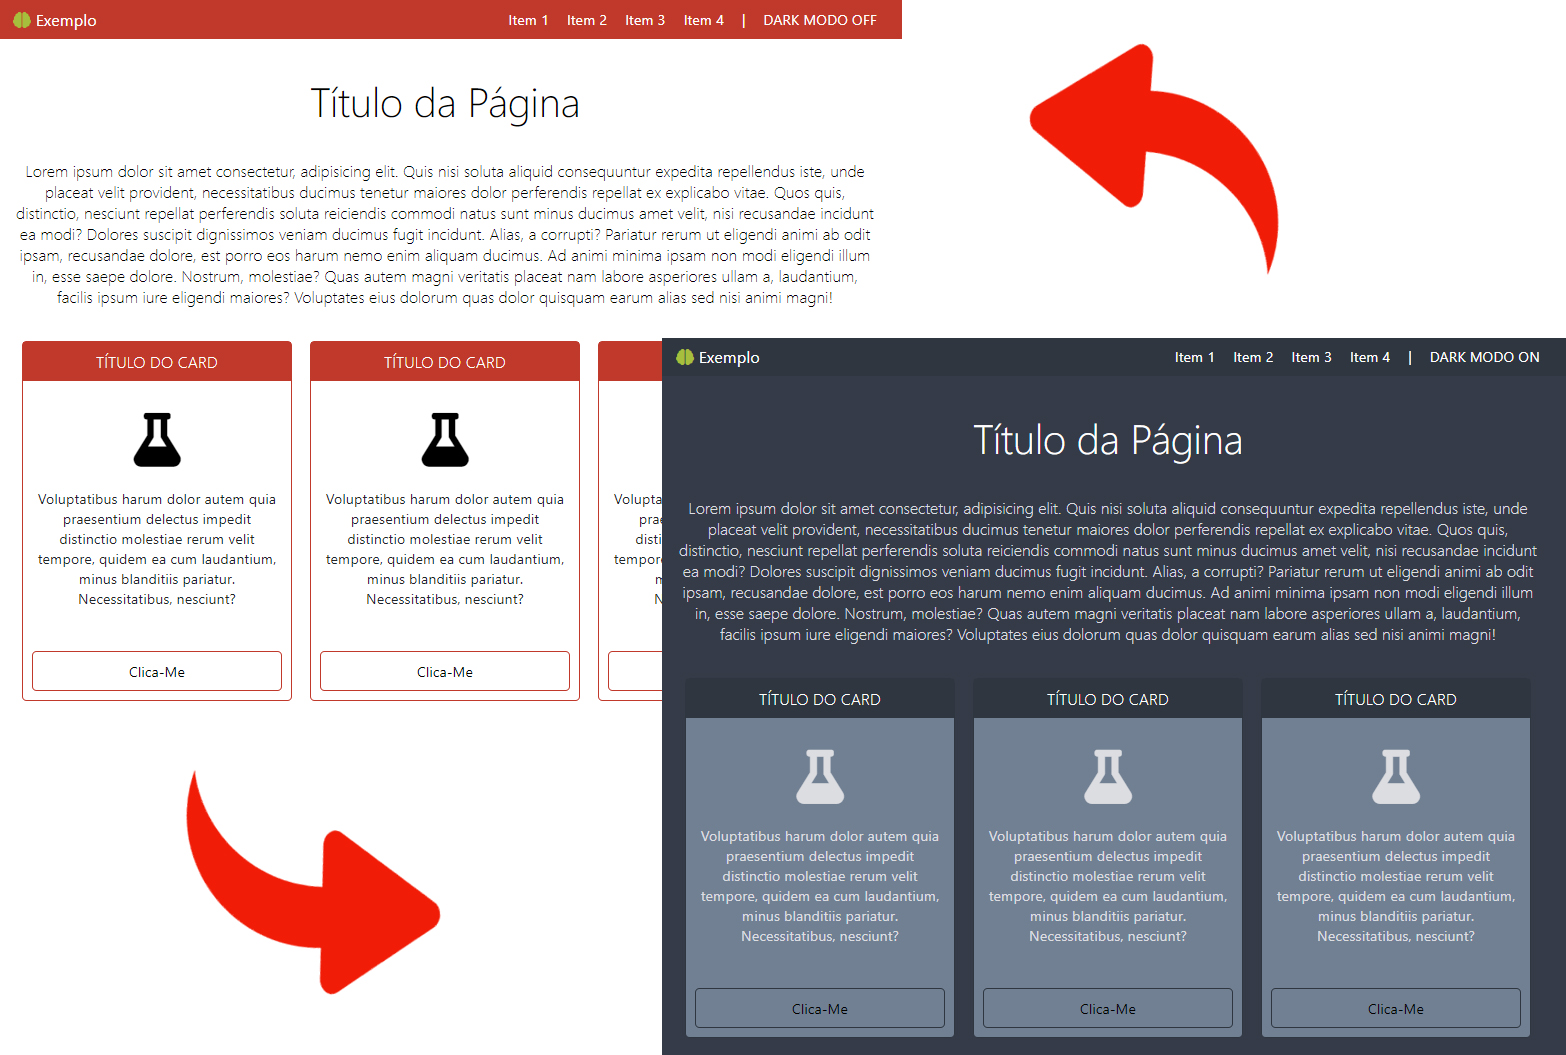 Exemplo
Item 1 Item 2 Item 3 Item 4 | DARK MODO OFF
Título da Página
Lorem ipsum dolor sit amet consectetur, adipisicing elit. Quis nisi soluta aliquid consequuntur expedita repellendus iste, unde
placeat velit provident, necessitatibus ducimus tenetur maiores dolor perferendis repellat ex explicabo vitae. Quos quis,
distinctio, nesciunt repellat perferendis soluta reiciendis commodi natus sunt minus ducimus amet velit, nisi recusandae incidunt
ea modi? Dolores suscipit dignissimos veniam ducimus fugit incidunt. Alias, a corrupti? Pariatur rerum ut eligendi animi ab odit
ipsam, recusandae dolore, est porro eos harum nemo enim aliquam ducimus. Ad animi minima ipsam non modi eligendi illum
in, esse saepe dolore. Nostrum, molestiae? Quas autem magni veritatis placeat nam labore asperiores ullam a, laudantium,
facilis ipsum iure eligendi maiores? Voluptates eius dolorum quas dolor quisquam earum alias sed nisi animi magni!
TÍTULO DO CARD
Voluptatibus harum dolor autem quia
praesentium delectus impedit
distinctio molestiae rerum velit
tempore, quidem ea cum laudantium,
minus blanditiis pariatur.
Necessitatibus, nesciunt?
Clica-Me
TÍTULO DO CARD
Voluptatibus harum dolor autem quia
praesentium delectus impedit
distinctio molestiae rerum velit
tempore, quidem ea cum laudantium,
minus blanditiis pariatur.
Necessitatibus, nesciunt?
Clica-Me
Exemplo
Item 1 Item 2 Item 3 Item 4 | DARK MODO ON
Título da Página
Lorem ipsum dolor sit amet consectetur, adipisicing elit. Quis nisi soluta aliquid consequuntur expedita repellendus iste, unde
placeat velit provident, necessitatibus ducimus tenetur maiores dolor perferendis repellat ex explicabo vitae. Quos quis,
distinctio, nesciunt repellat perferendis soluta reiciendis commodi natus sunt minus ducimus amet velit, nisi recusandae incidunt
ea modi? Dolores suscipit dignissimos veniam ducimus fugit incidunt. Alias, a corrupti? Pariatur rerum ut eligendi animi ab odit
ipsam, recusandae dolore, est porro eos harum nemo enim aliquam ducimus. Ad animi minima ipsam non modi eligendi illum
in, esse saepe dolore. Nostrum, molestiae? Quas autem magni veritatis placeat nam labore asperiores ullam a, laudantium,
facilis ipsum iure eligendi maiores? Voluptates eius dolorum quas dolor quisquam earum alias sed nisi animi magni!
TÍTULO DO CARD
Voluptatibus harum dolor autem quia
praesentium delectus impedit
distinctio molestiae rerum velit
tempore, quidem ea cum laudantium,
minus blanditiis pariatur.
Necessitatibus, nesciunt?
Clica-Me
TÍTULO DO CARD
Voluptatibus harum dolor autem quia
praesentium delectus impedit
distinctio molestiae rerum velit
tempore, quidem ea cum laudantium,
minus blanditiis pariatur.
Necessitatibus, nesciunt?
Clica-Me
TÍTULO DO CARD
Voluptatibus harum dolor autem quia
praesentium delectus impedit
distinctio molestiae rerum velit
tempore, quidem ea cum laudantium,
minus blanditiis pariatur.
Necessitatibus, nesciunt?
Clica-Me